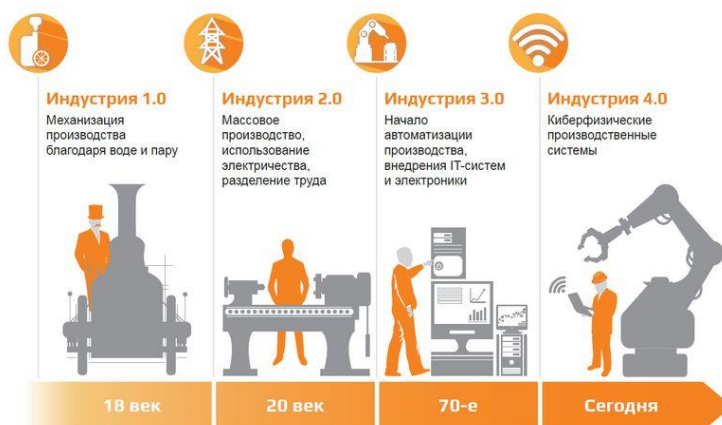 Индустрия 1.0
Механизация
производства
благодаря воде и пару
Индустрия 2.0
Массовое
производство,
использование
электричества,
разделение труда
Индустрия 3.0
Начало
автоматизации
производства,
внедрения IT-систем
и электроники
Индустрия 4.0
Киберфизические
производственные
системы
18 век
20 век
70-е
Сегодня